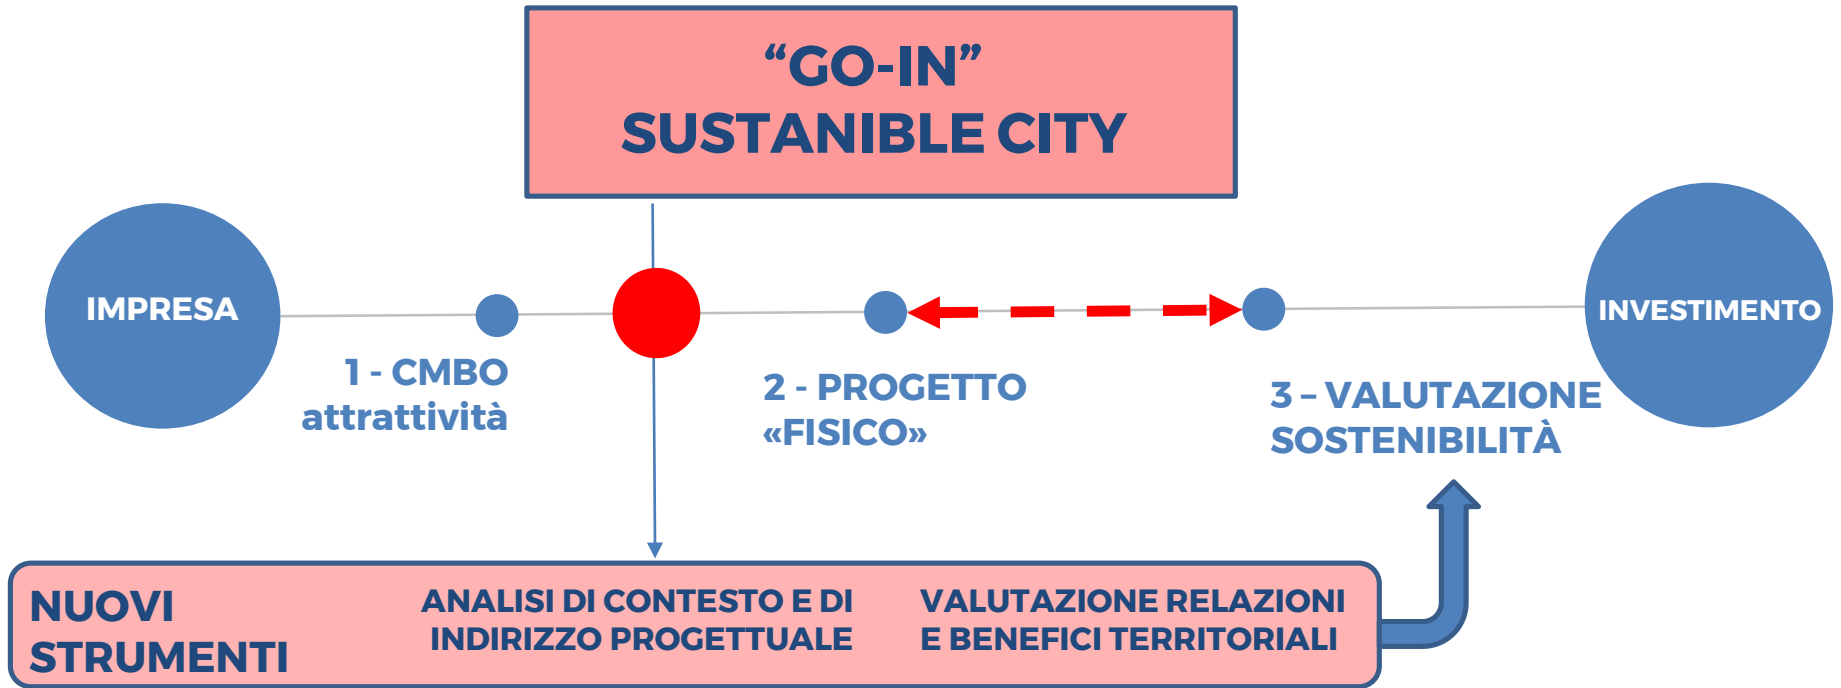 “GO-IN”
SUSTANIBLE CITY
IMPRESA
INVESTIMENTO
1 - CMBO
attrattività
2 - PROGETTO
«FISICO»
3 – VALUTAZIONE
SOSTENIBILITÀ
NUOVI
STRUMENTI
ANALISI DI CONTESTO E DI
INDIRIZZO PROGETTUALE
VALUTAZIONE RELAZIONI
E BENEFICI TERRITORIALI